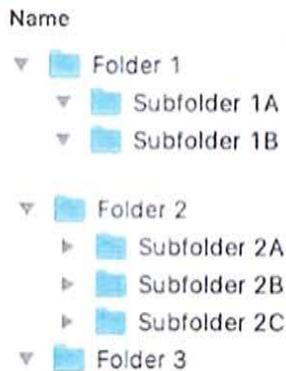 Name
Folder 1
Subfolder 1A
Subfolder 1B
Folder 2
Subfolder 2A
Subfolder 2B
Subfolder 2C
Folder 3